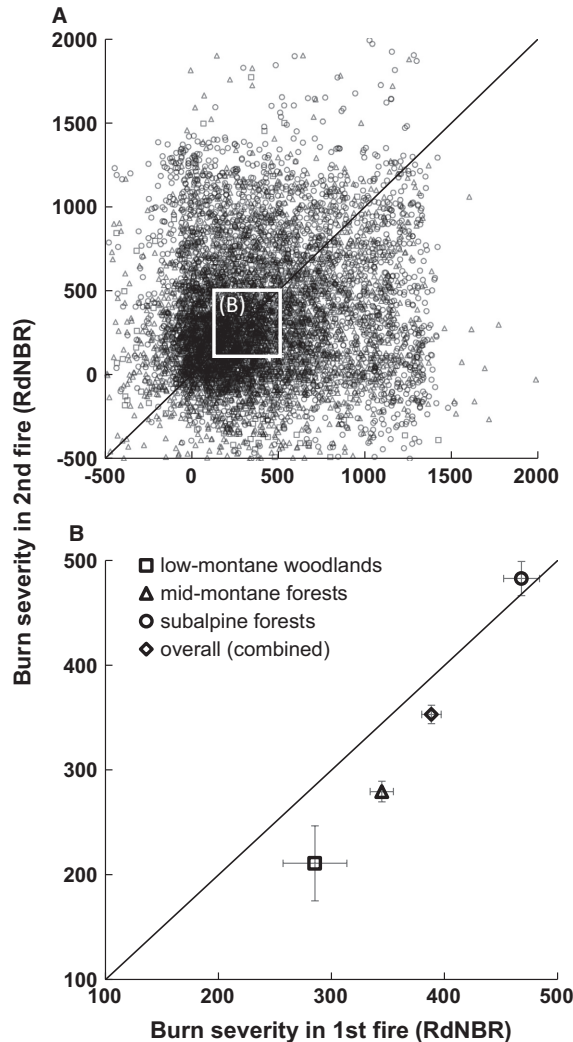 A
2000
1500
1000
500
0
-500
(B)
-500 0 500 1000 1500 2000
Burn severity in 2nd fire (RdNBR)
B
500
400
300
200
100
low-montane woodlands
mid-montane forests
subalpine forests
overall (combined)
100 200 300 400 500
Burn severity in 1st fire (RdNBR)